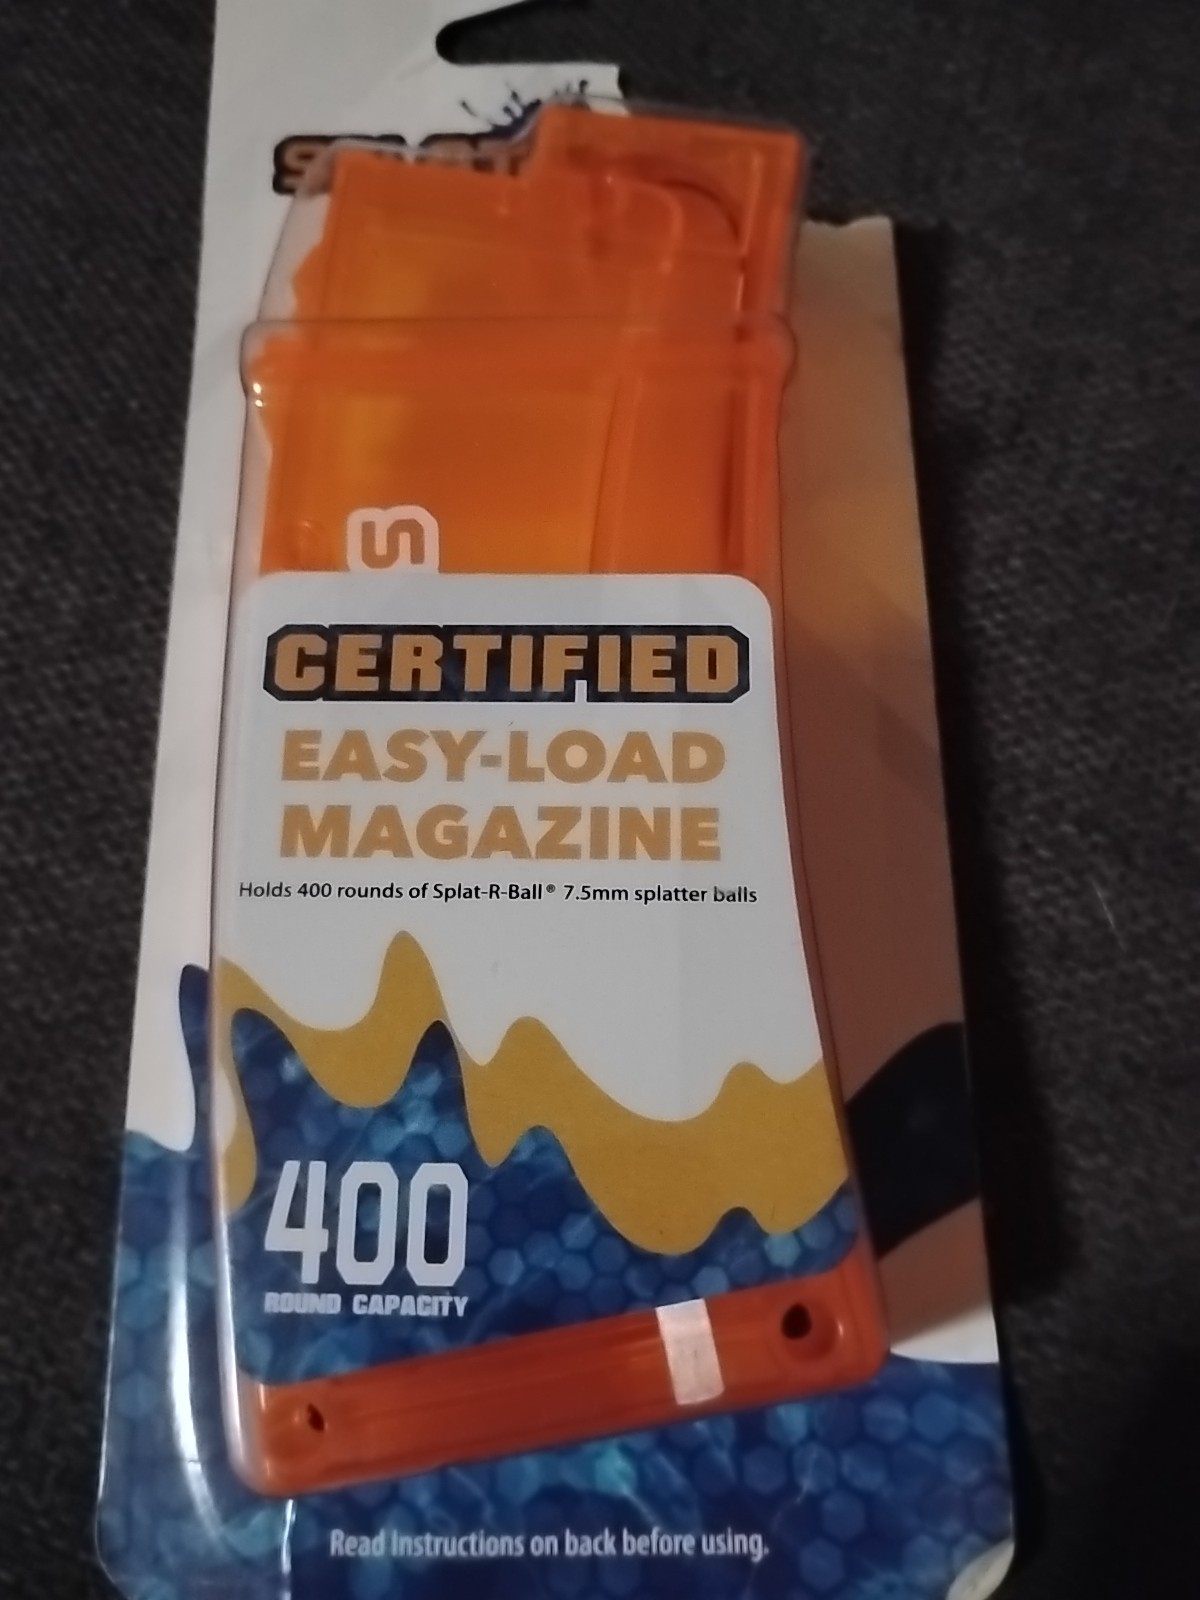 S
CERTIFIED
EASY-LOAD
MAGAZINE
Holds 400 rounds of Splat-R-Ball® 7.5mm splatter balls
400
ROUND CAPACITY
Read Instructions on back before using.